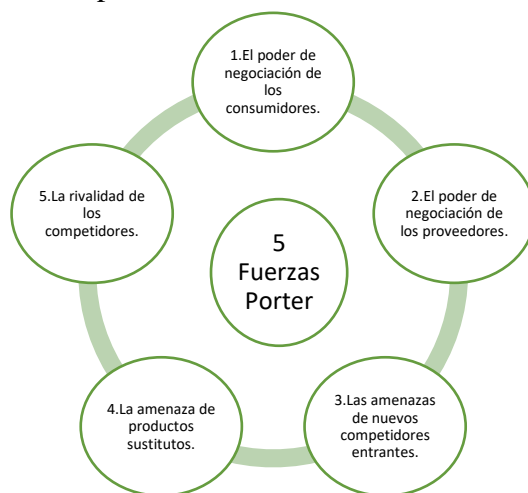 1.El poder de
negociación de
los
consumidores.
2.El poder de
negociación de
los proveedores.
3.Las amenazas
de nuevos
competidores
entrantes.
4.La amenaza de
productos
sustitutos.
5.La rivalidad de
los
competidores.
5
Fuerzas
Porter